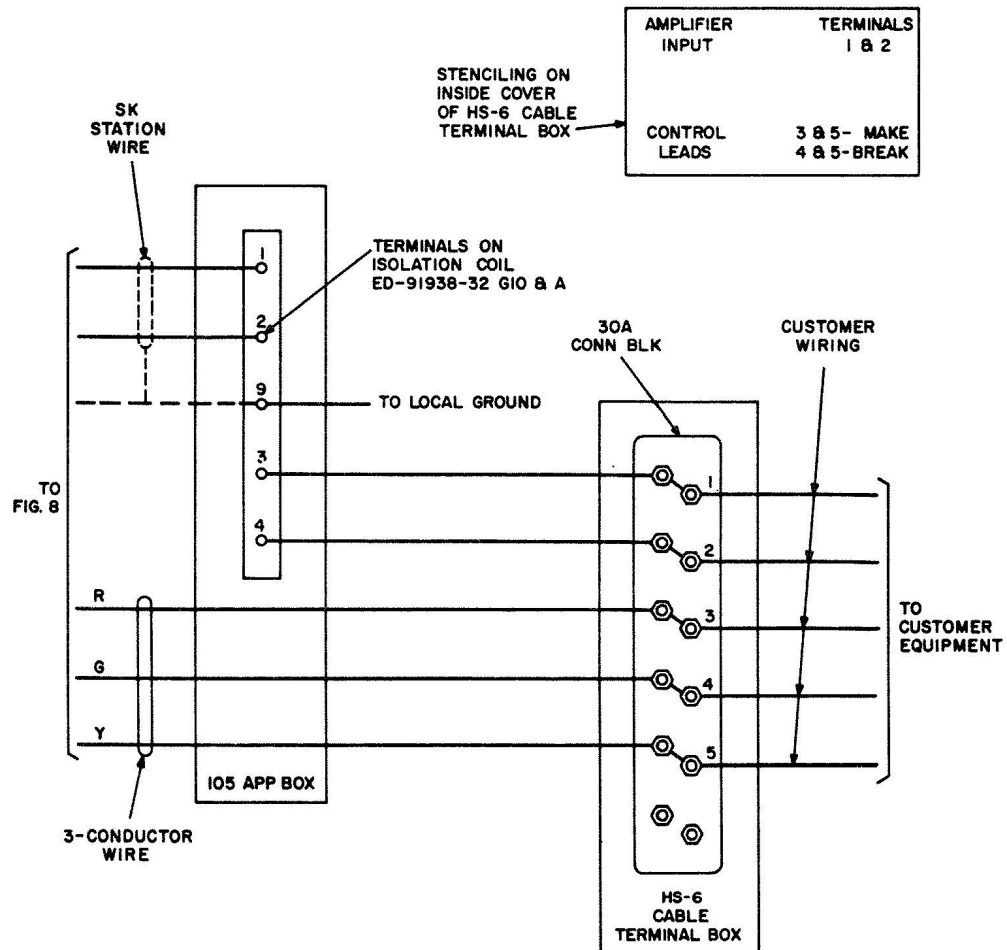 AMPLIFIER TERMINALS
INPUT 1 & 2
CONTROL 3 & 5- MAKE
LEADS 4 & 5-BREAK
STENCILING ON
INSIDE COVER
OF HS-6 CABLE
TERMINAL BOX
SK
STATION
WIRE
TERMINALS ON
ISOLATION COIL
ED-91938-32 G10 & A
30A
CONN BLK
CUSTOMER
WIRING
1
2
9
TO LOCAL GROUND
3
4
TO
FIG. 8
R
G
Y
1
2
3
4
5
TO
CUSTOMER
EQUIPMENT
105 APP BOX
3-CONDUCTOR
WIRE
HS-6
CABLE
TERMINAL BOX